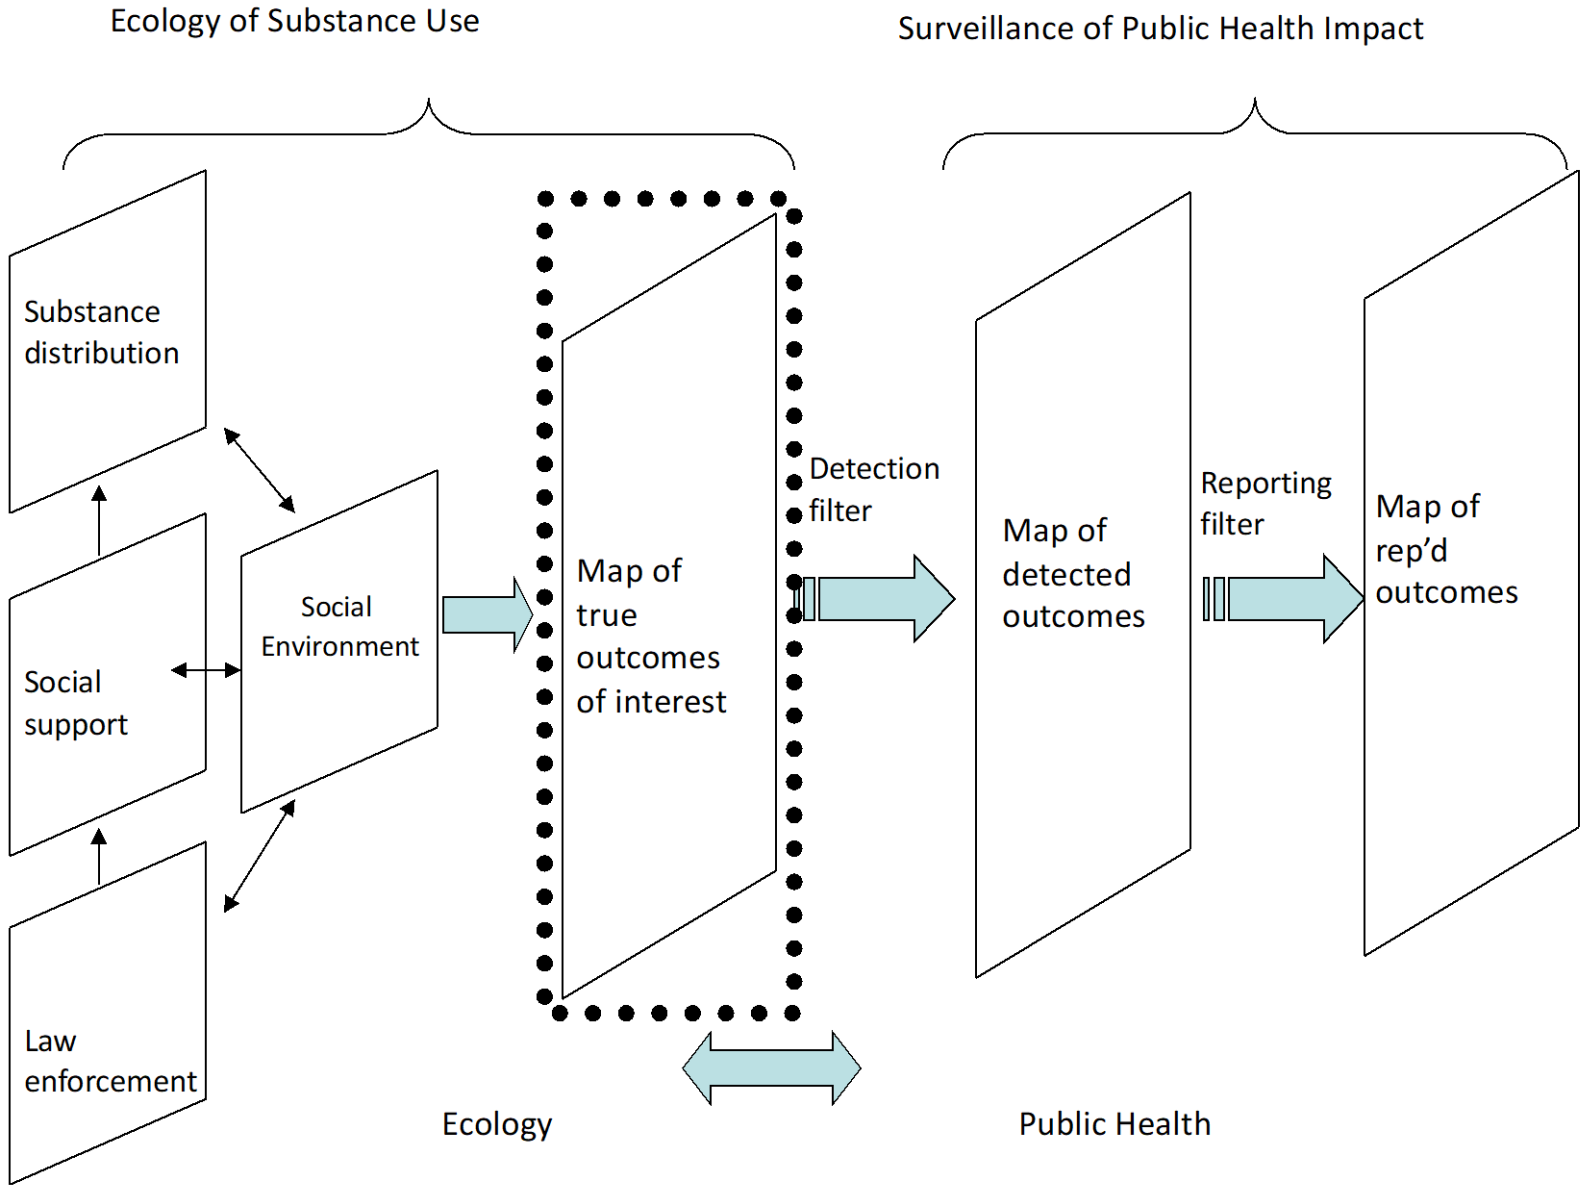 Ecology of Substance Use
Surveillance of Public Health Impact
Substance
distribution
Social
support
Law
enforcement
Social
Environment
Map of
true
outcomes
of interest
Detection
filter
Map of
detected
outcomes
Reporting
filter
Map of
rep’d
outcomes
Ecology
Public Health